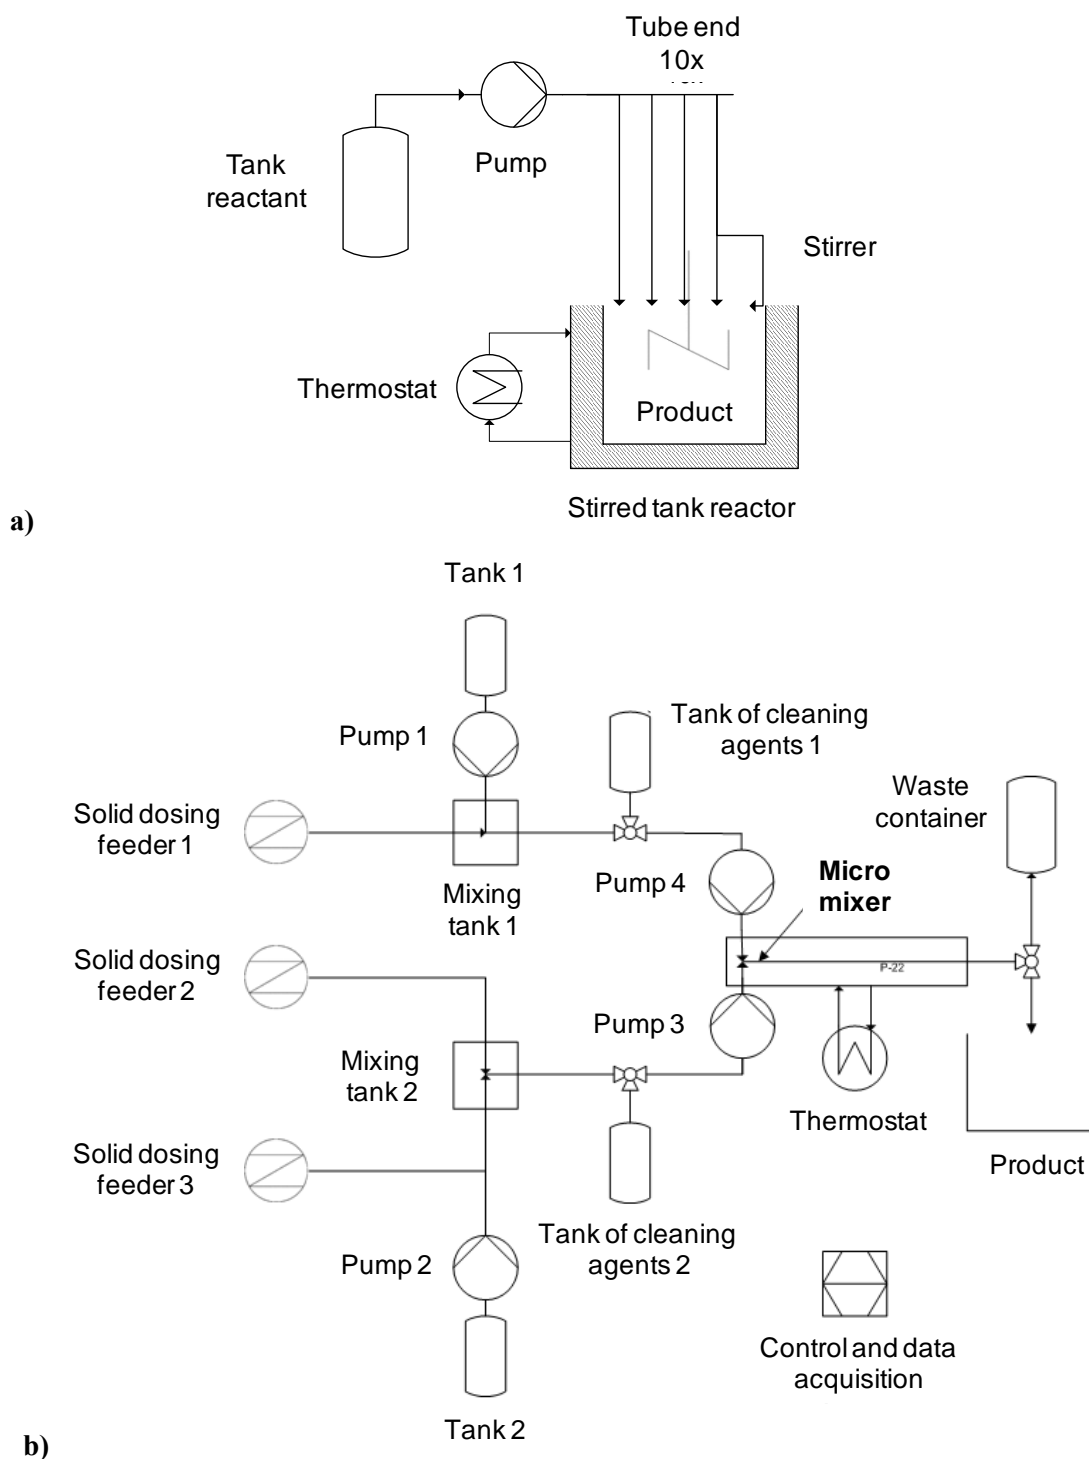 Tube end
10x
Tank
reactant
Pump
Stirrer
Thermostat
Product
Stirred tank reactor
a)
Tank 1
Pump 1
Tank of cleaning
agents 1
Waste
container
Solid dosing
feeder 1
Pump 4
Micro
mixer
Mixing
tank 1
Solid dosing
feeder 2
P-22
Pump 3
Mixing
tank 2
Thermostat
Solid dosing
feeder 3
Product
Tank of cleaning
agents 2
Pump 2
Control and data
acquisition
Tank 2
b)